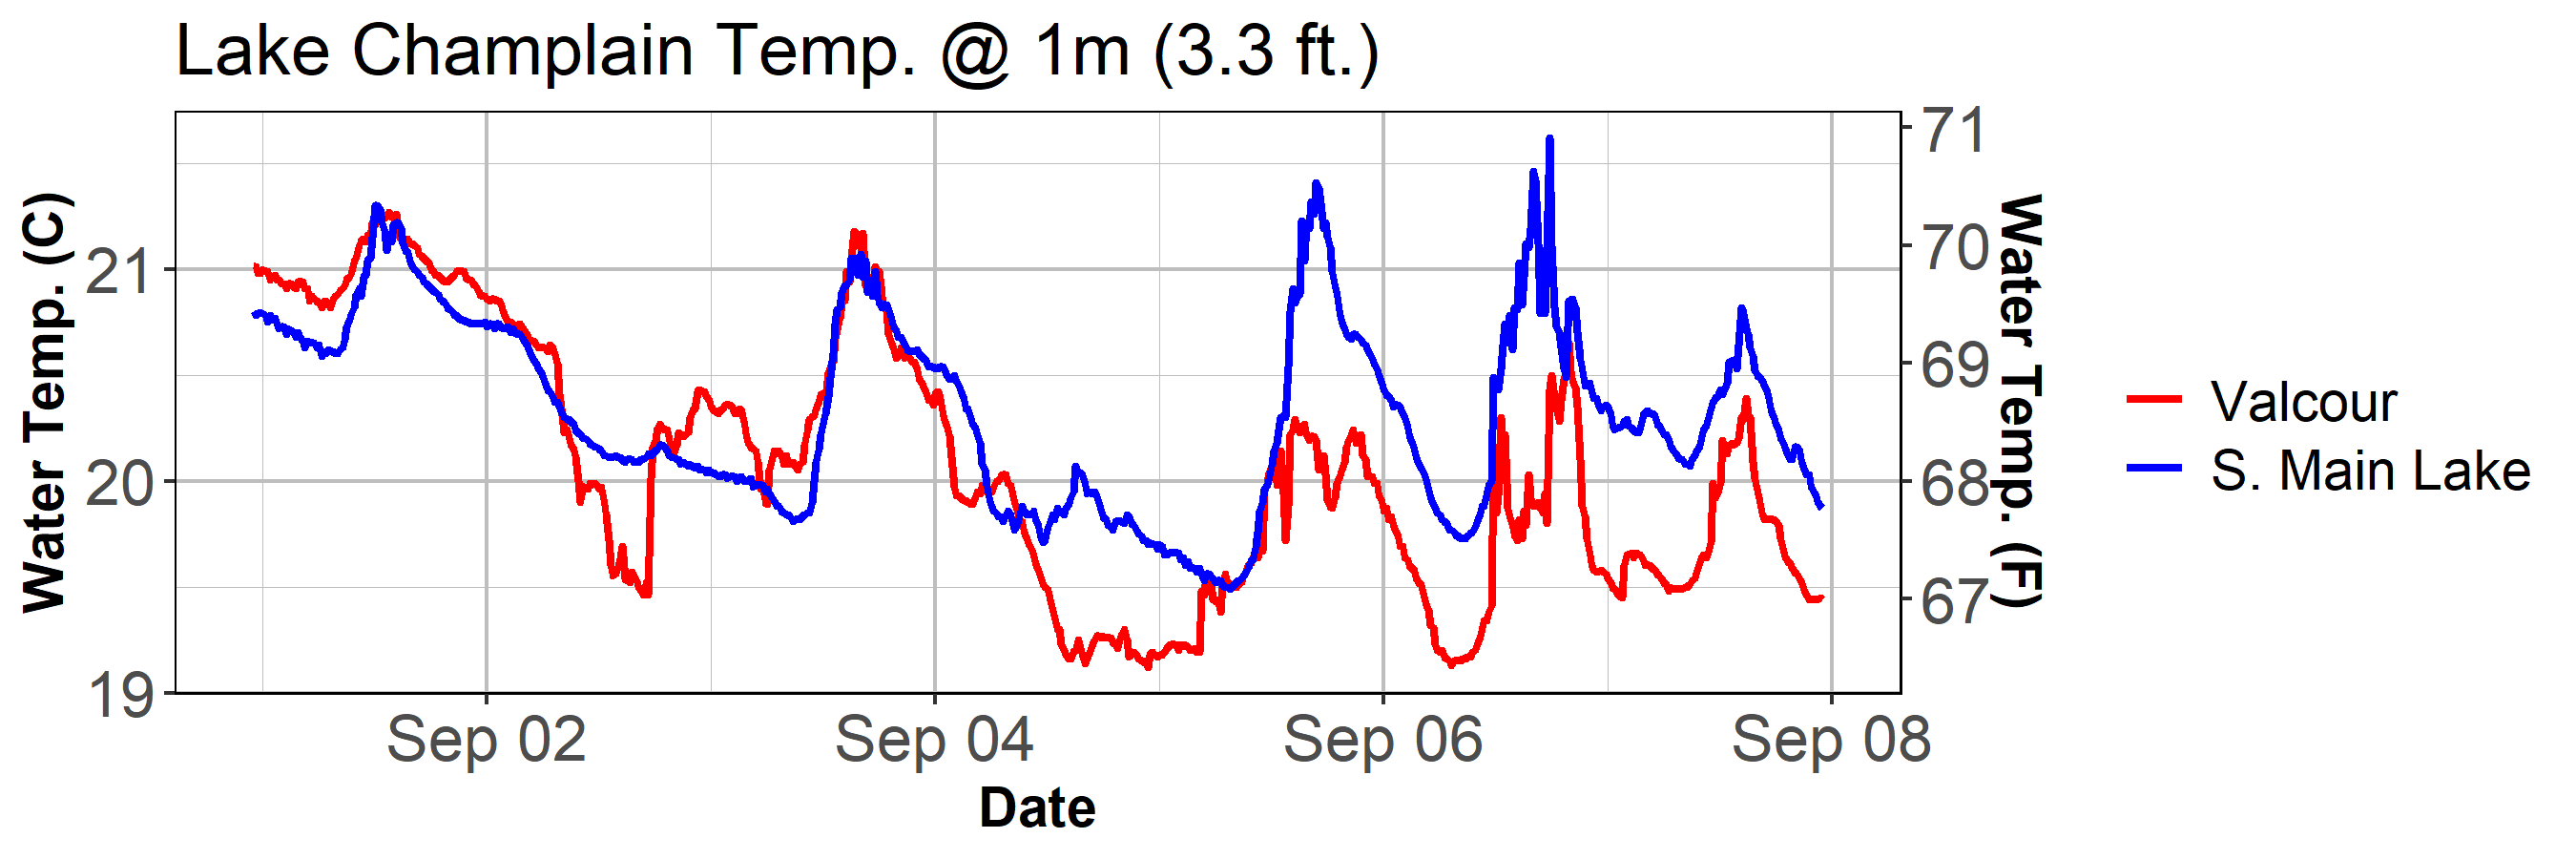 Lake Champlain Temp. @ 1m (3.3 ft.)
Water Temp. (C)
21
20
19
71
70
69
68
67
Water Temp. (F)
Sep 02
Sep 04
Sep 06
Sep 08
Date
Valcour
S. Main Lake